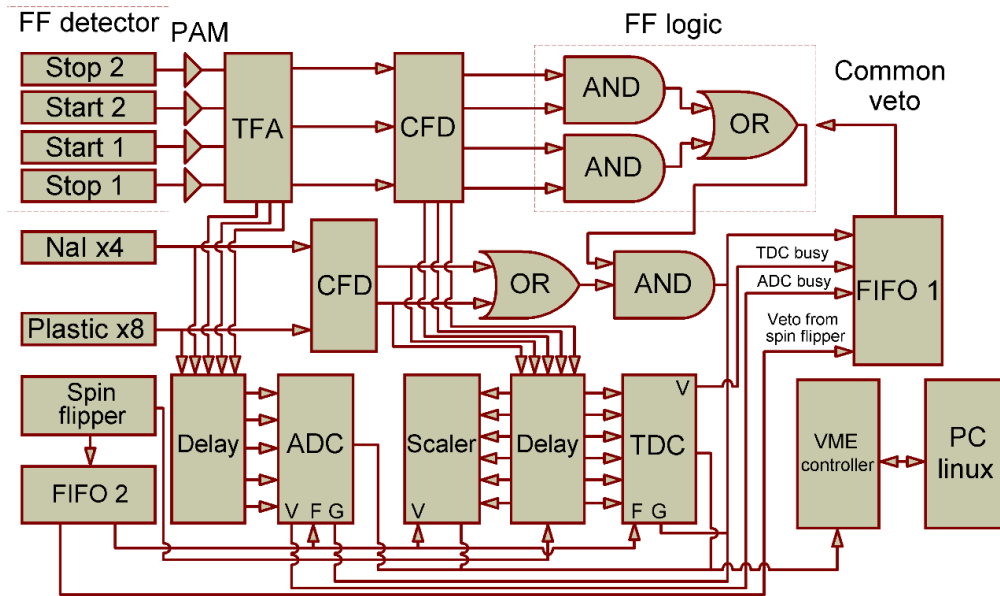 FF detector
PAM
FF logic
Stop 2
Start 2
Start 1
Stop 1
TFA
CFD
AND
AND
OR
Common
veto
NaI x4
Plastic x8
CFD
OR
AND
TDC busy
ADC busy
Veto from
spin flipper
FIFO 1
Spin
flipper
FIFO 2
Delay
ADC
V F G
Scaler
V
Delay
V
TDC
F G
VME
controller
PC
linux